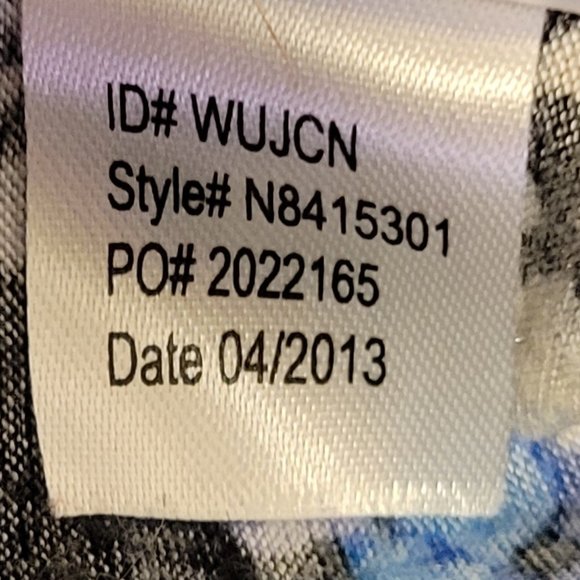 ID# WUJCN
Style# N8415301
PO# 2022165
Date 04/2013